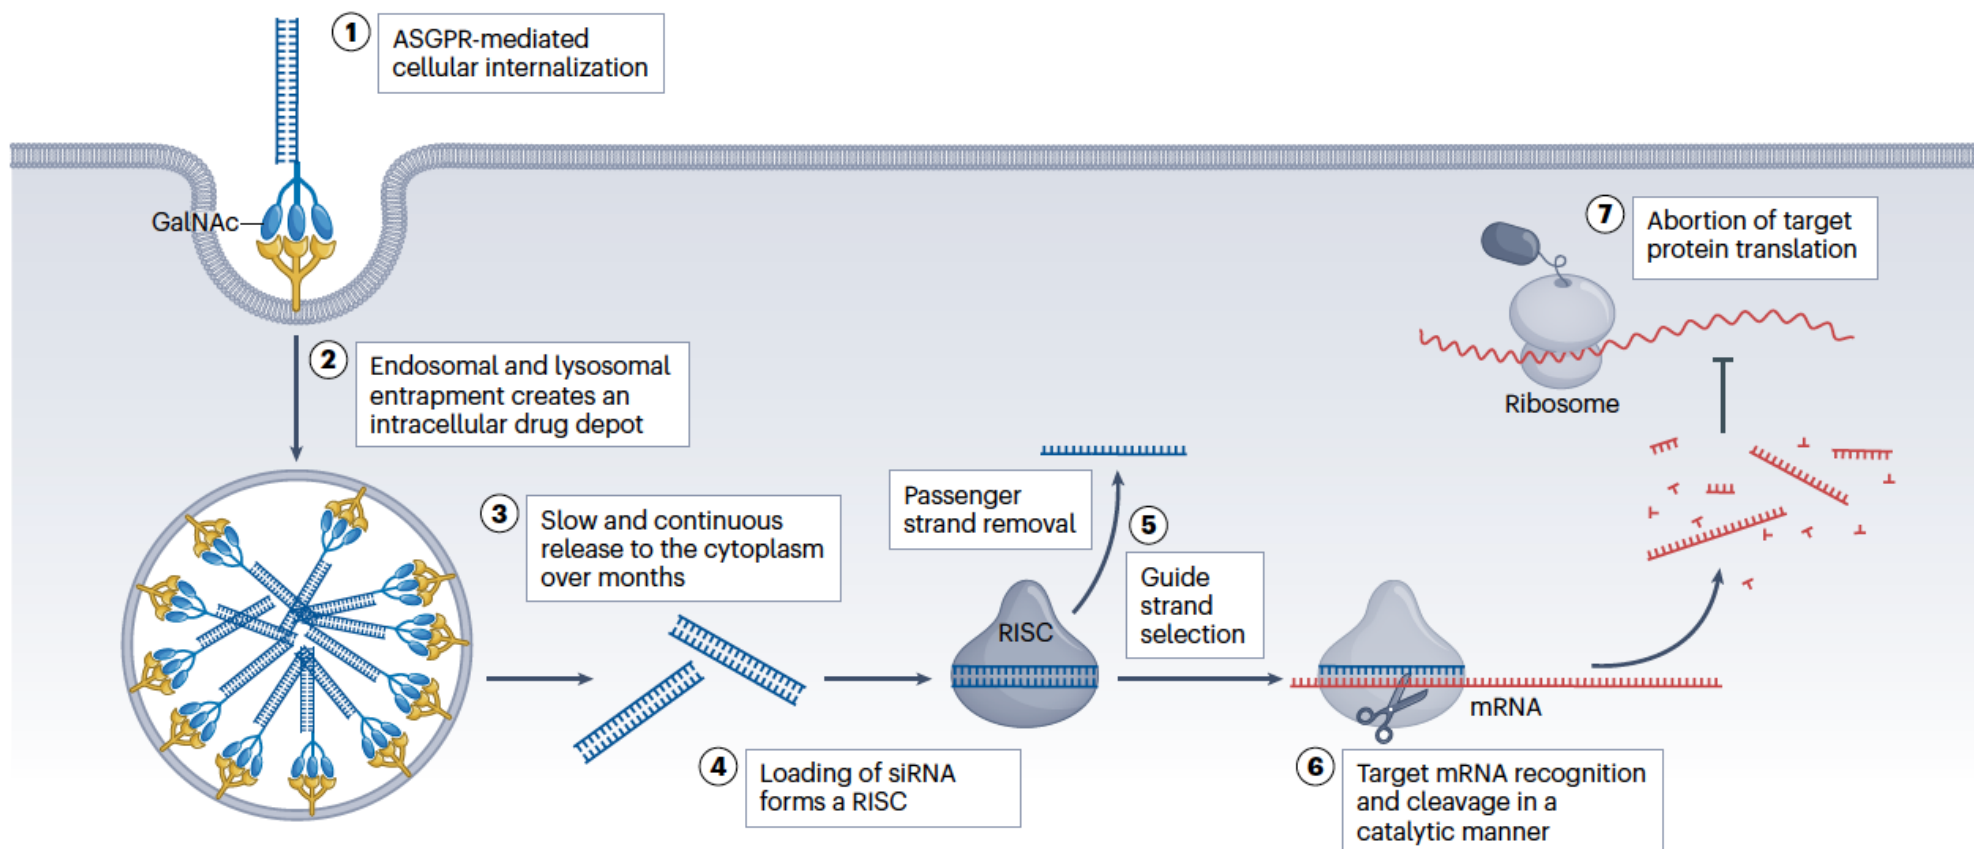 1
ASGPR-mediated
cellular internalization
GalNAc
2
Endosomal and lysosomal
entrapment creates an
intracellular drug depot
3
Slow and continuous
release to the cytoplasm
over months
4
Loading of siRNA
forms a RISC
RISC
Passenger
strand removal
5
Guide
strand
selection
mRNA
6
Target mRNA recognition
and cleavage in a
catalytic manner
7
Abortion of target
protein translation
Ribosome